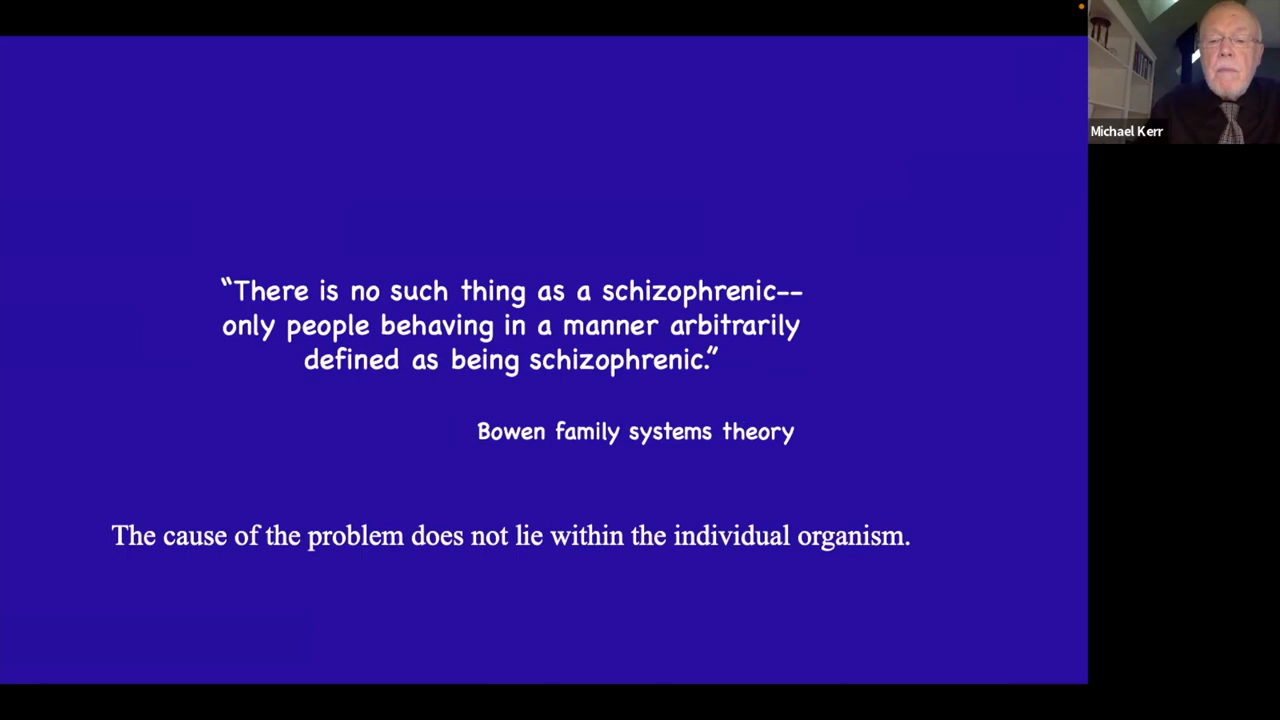 “There is no such thing as a schizophrenic--
only people behaving in a manner arbitrarily
defined as being schizophrenic.”
Bowen family systems theory
The cause of the problem does not lie within the individual organism.
Michael Kerr